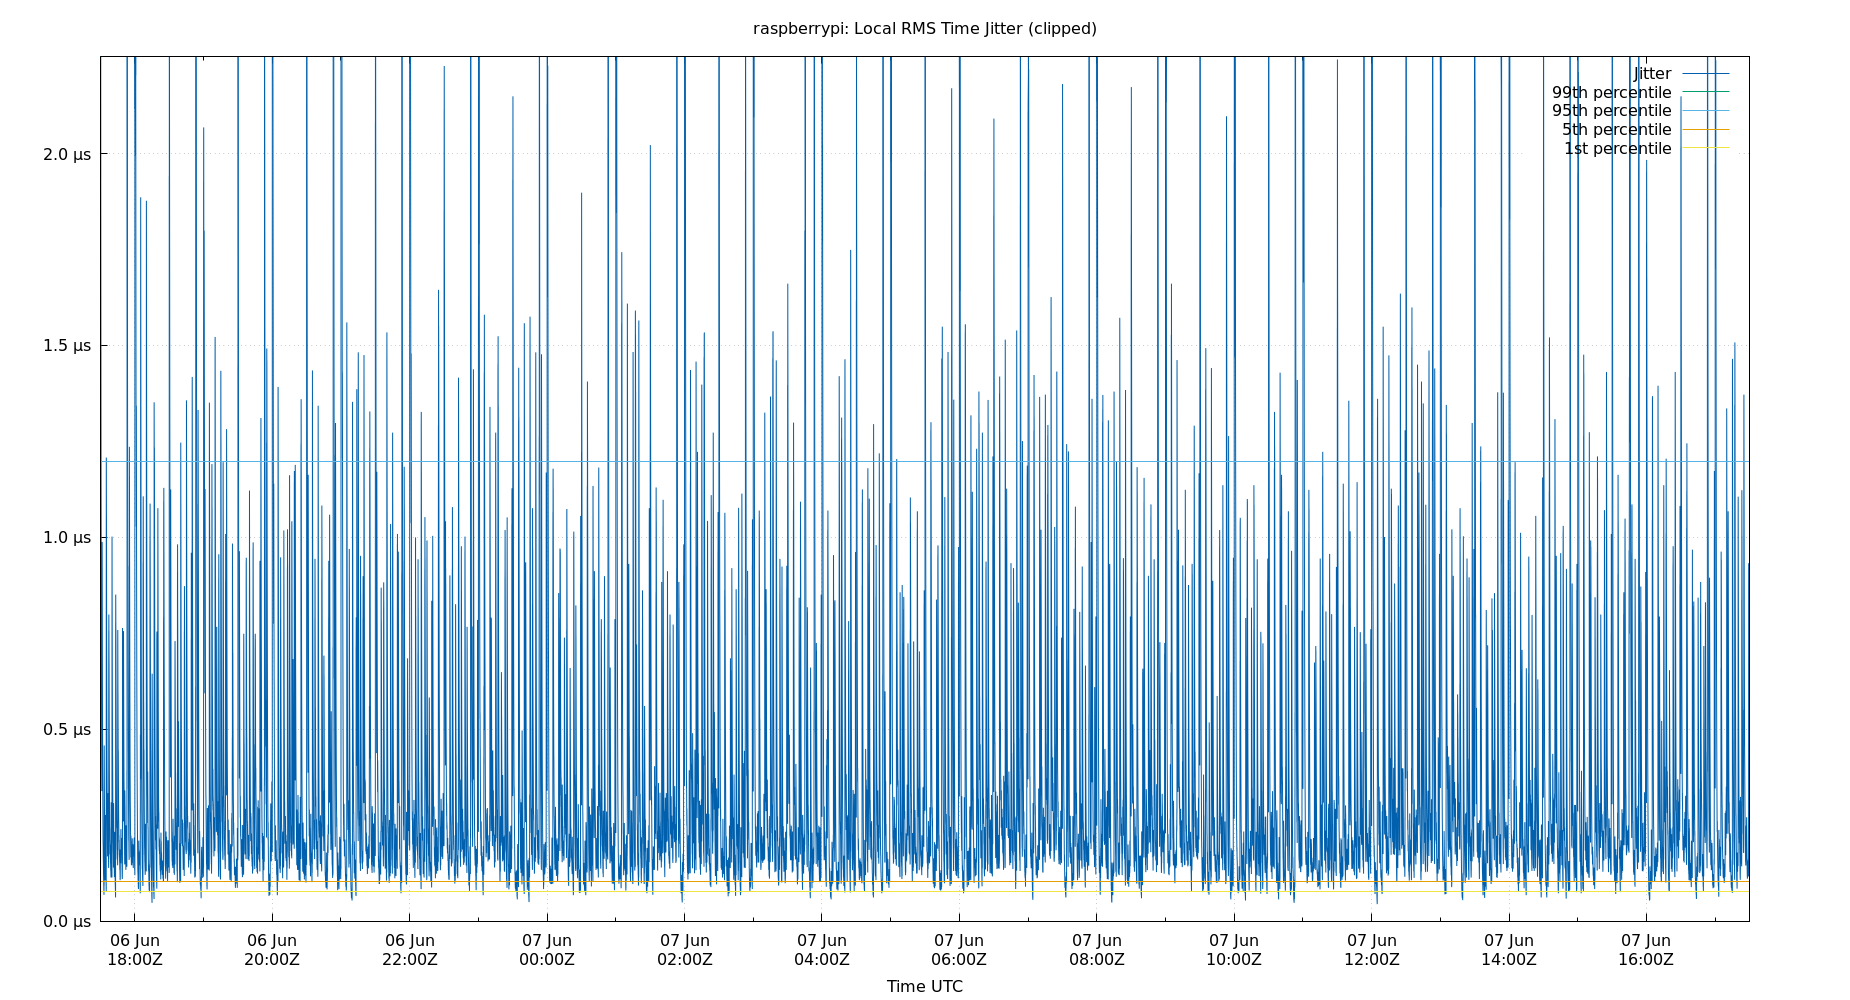 raspberrypi: Local RMS Time Jitter (clipped)
Jitter
99th percentile
95th percentile
5th percentile
1st percentile
2.0 µs
1.5 µs
1.0 µs
0.5 µs
0.0 µs
06 Jun 06 Jun 06 Jun 07 Jun 07 Jun 07 Jun 07 Jun 07 Jun 07 Jun 07 Jun 07 Jun 07 Jun
18:00Z 20:00Z 22:00Z 00:00Z 02:00Z 04:00Z 06:00Z 08:00Z 10:00Z 12:00Z 14:00Z 16:00Z
Time UTC